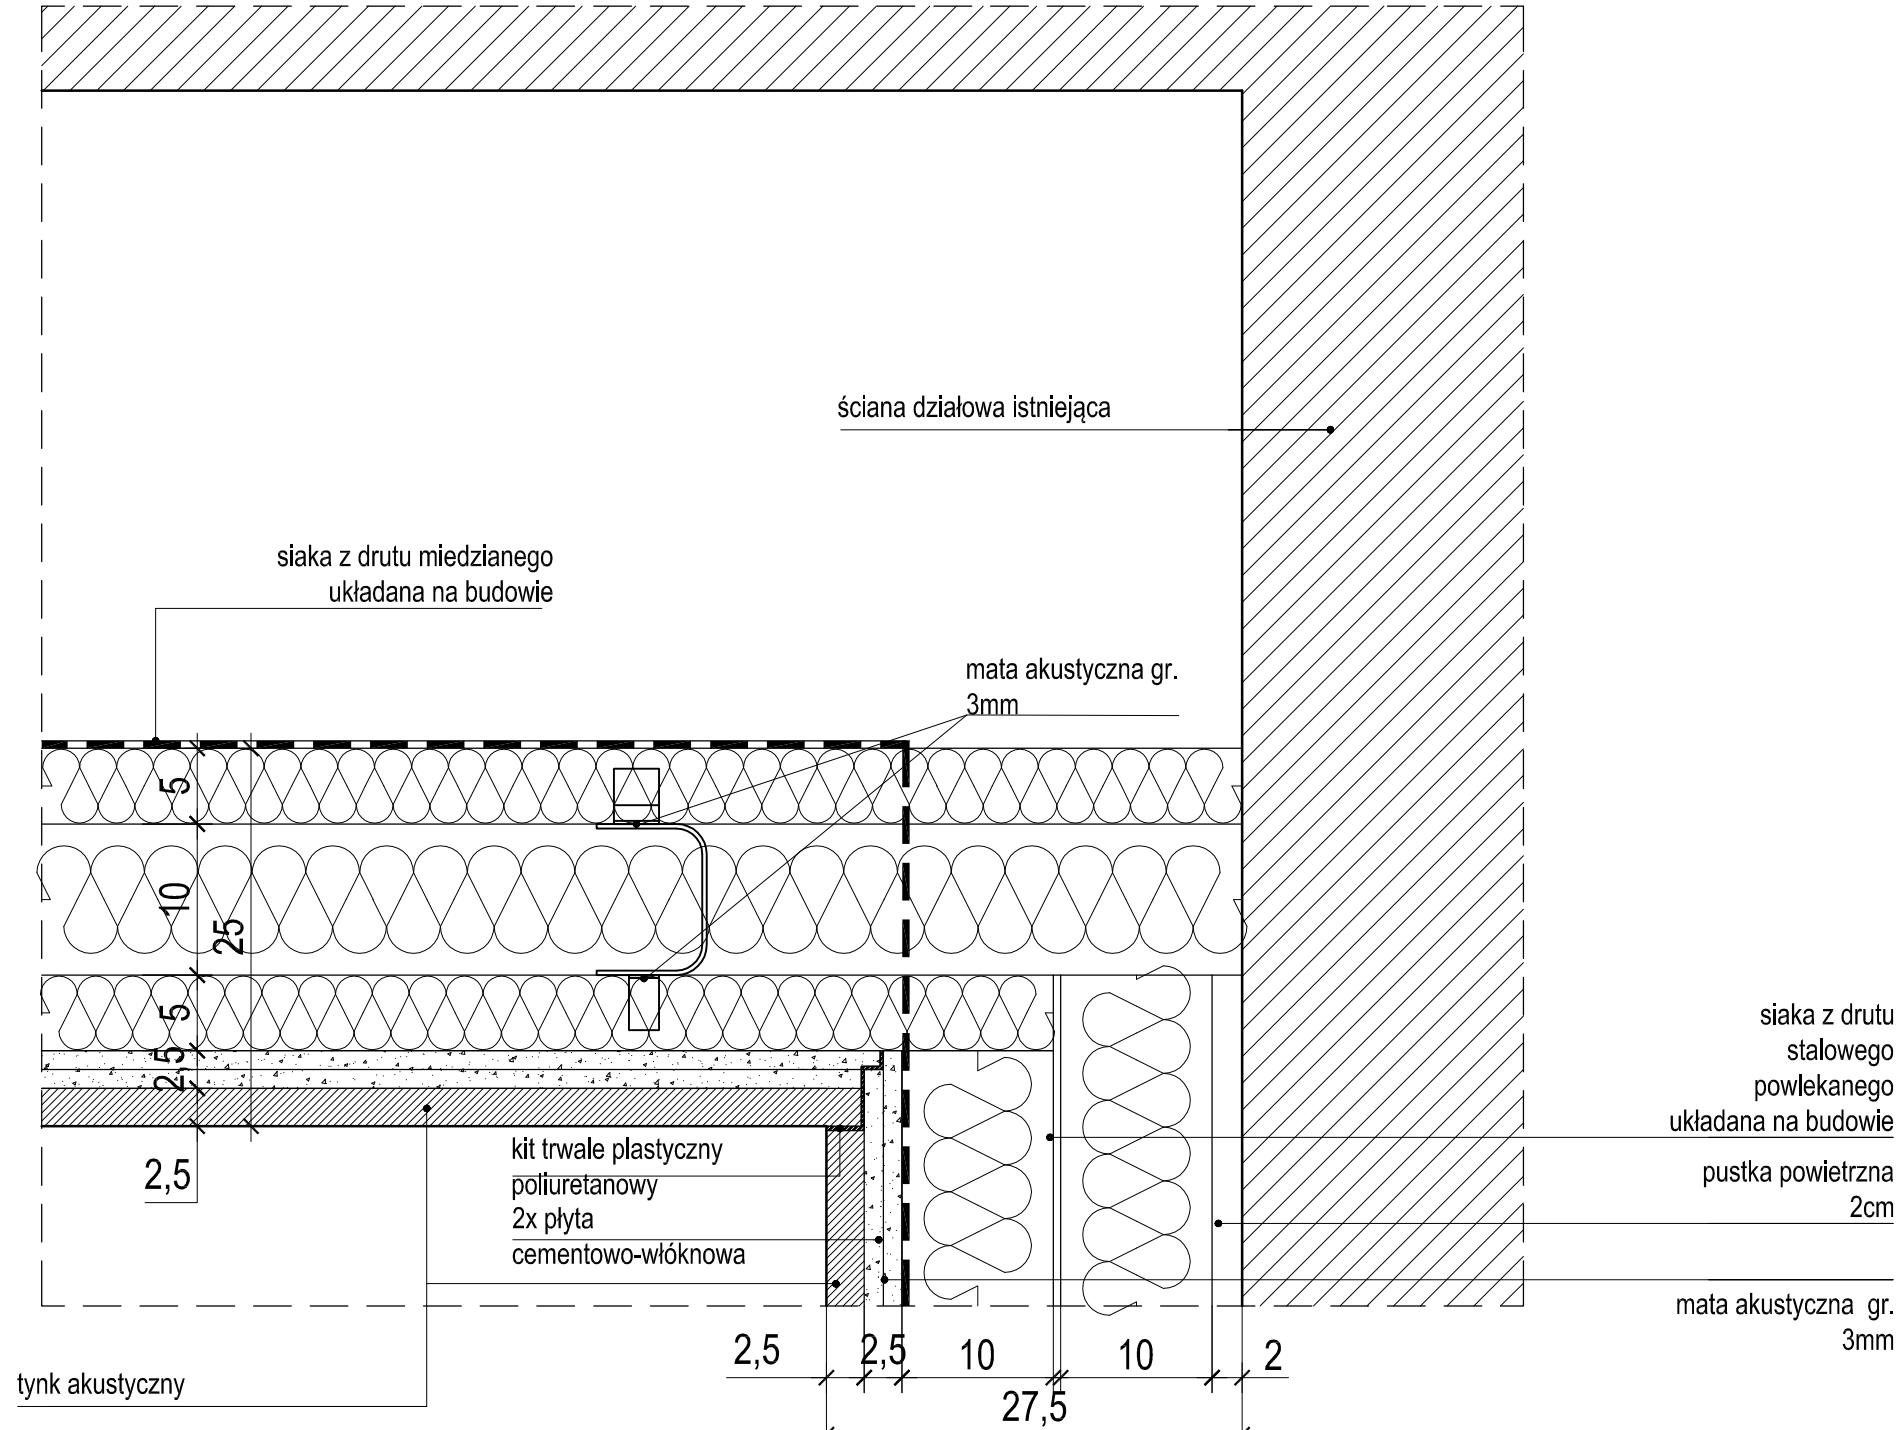 ściana działowa istniejąca
siaka z drutu miedzianego
układana na budowie
mata akustyczna gr.
3mm
5
10
25
5
2,5
2,5
siaka z drutu
stalowego
powlekanego
układana na budowie
pustka powietrzna
2cm
kit trwale plastyczny
poliuretanowy
2x płyta
cementowo-włóknowa
mata akustyczna gr.
3mm
2,5
2,5
10
10
2
27,5
tynk akustyczny